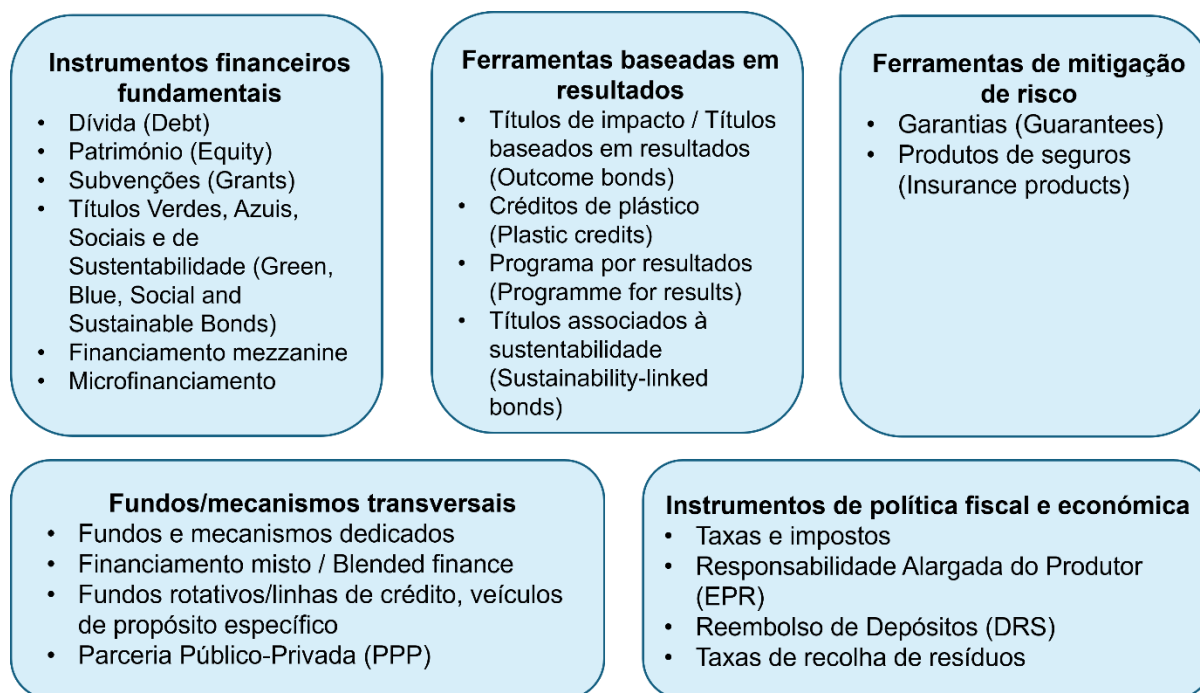 Instrumentos financeiros
fundamentais
• Dívida (Debt)
• Património (Equity)
• Subvenções (Grants)
• Títulos Verdes, Azuis,
Sociais e de
Sustentabilidade (Green,
Blue, Social and
Sustainable Bonds)
• Financiamento mezzanine
• Microfinanciamento
Ferramentas baseadas em
resultados
• Títulos de impacto / Títulos
baseados em resultados
(Outcome bonds)
• Créditos de plástico
(Plastic credits)
• Programa por resultados
(Programme for results)
• Títulos associados à
sustentabilidade
(Sustainability-linked
bonds)
Ferramentas de mitigação
de risco
• Garantias (Guarantees)
• Produtos de seguros
(Insurance products)
Fundos/mecanismos transversais
• Fundos e mecanismos dedicados
• Financiamento misto / Blended finance
• Fundos rotativos/linhas de crédito, veículos
de propósito específico
• Parceria Público-Privada (PPP)
Instrumentos de política fiscal e económica
• Taxas e impostos
• Responsabilidade Alargada do Produtor
(EPR)
• Reembolso de Depósitos (DRS)
• Taxas de recolha de resíduos